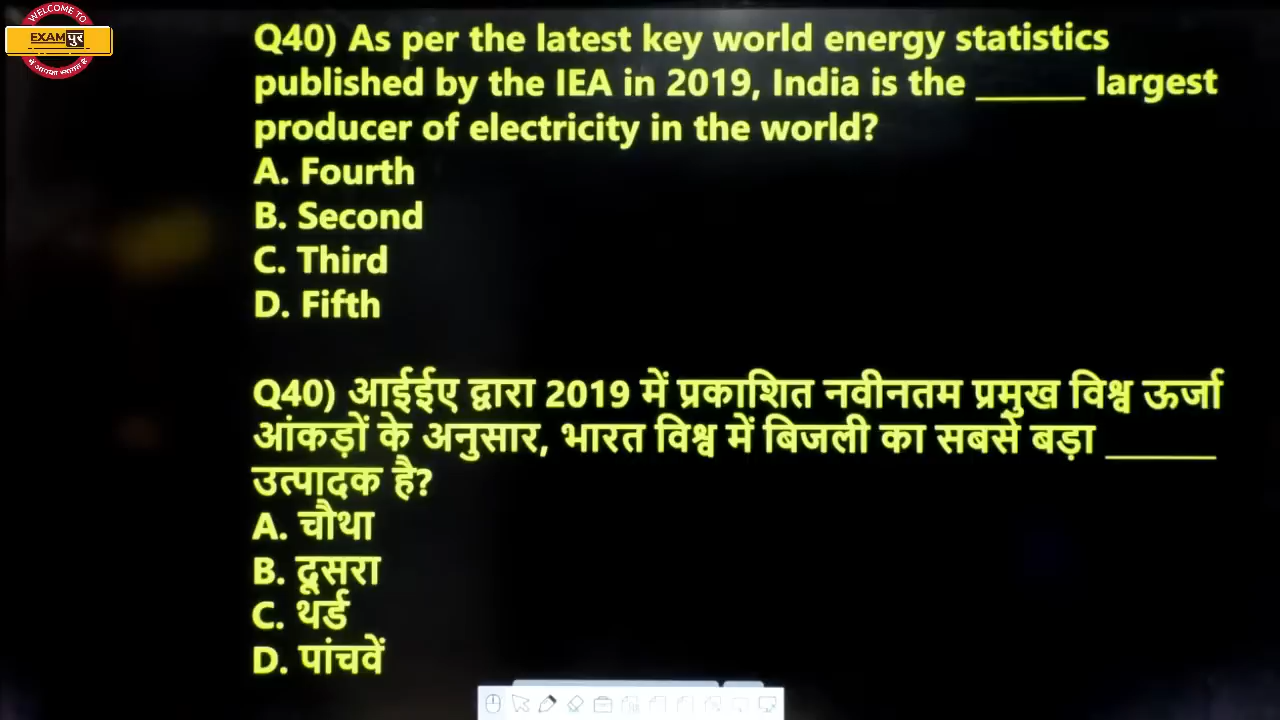 WELCOME TO
EXAMपुर
में आपका स्वागत है
Q40) As per the latest key world energy statistics
published by the IEA in 2019, India is the ______ largest
producer of electricity in the world?
A. Fourth
B. Second
C. Third
D. Fifth
Q40) आईईए द्वारा 2019 में प्रकाशित नवीनतम प्रमुख विश्व ऊर्जा
आंकड़ों के अनुसार, भारत विश्व में बिजली का सबसे बड़ा ______
उत्पादक है?
A. चौथा
B. दूसरा
C. थर्ड
D. पांचवें